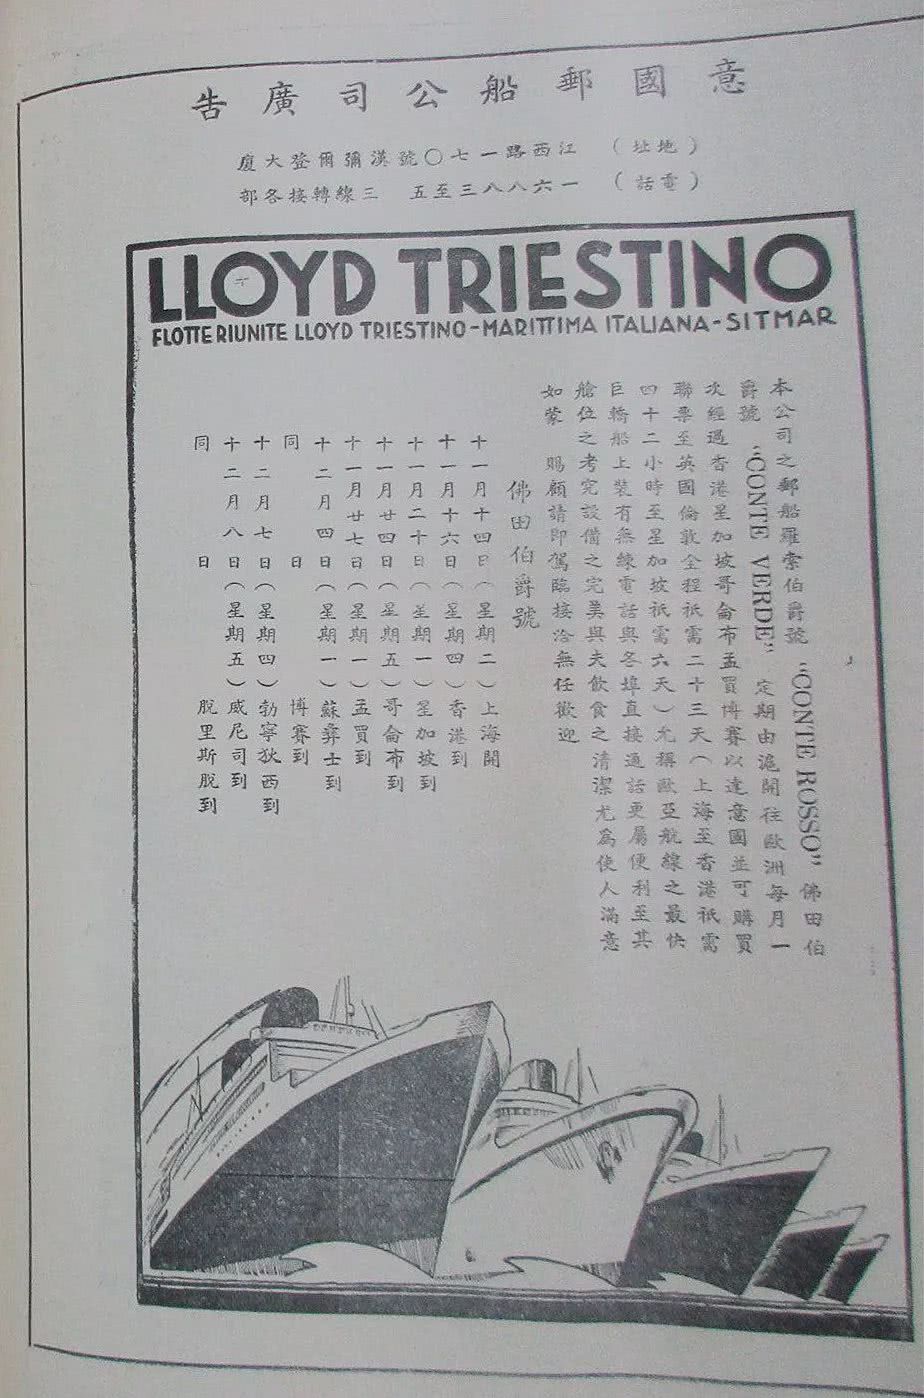 意國郵船公司廣告
（地址） 江西路一七〇號漢彌爾登大廈
（電話） 一六八八三至五 三線轉接各部
LLOYD TRIESTINO
FLOTTE RIUNITE LLOYD TRIESTINO-MARITTIMA ITALIANA-SITMAR
本公司之郵船羅索伯爵號 “CONTE ROSSO” 佛田伯
爵號 “CONTE VERDE” 定期由滬開往歐洲每月一
次經過香港星加坡哥侖布孟買博賽以達意國並可購買
聯票至英國倫敦全程祇需二十三天（上海至香港祇需
四十二小時至星加坡祇需六天）尤稱歐亞航線之最快
巨輪船上裝有無線電話與各埠直接通話更屬便利至其
艙位之考究設備之完美與夫飲食之清潔尤為使人滿意
如蒙 賜顧請即駕臨接洽無任歡迎
佛田伯爵號
十一月十四日（星期二）上海開
十一月十六日（星期四）香港到
十一月二十日（星期一）星加坡到
十一月廿四日（星期五）哥侖布到
十一月廿七日（星期一）孟買到
十二月四日（星期一）蘇彝士到
同日 博賽到
十二月七日（星期四）勃寧狄西到
十二月八日（星期五）威尼司到
同日 脫里斯脫到